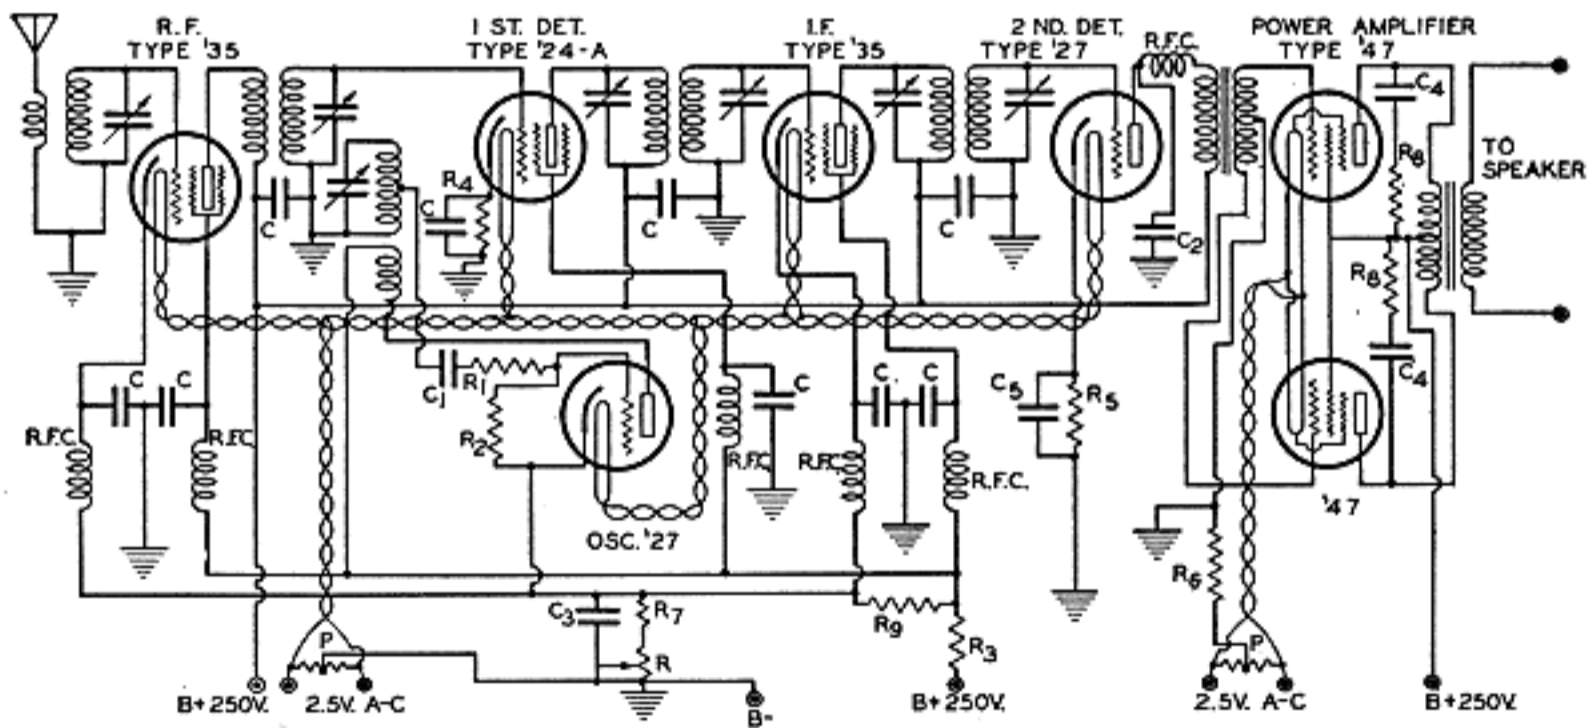 R.F.
TYPE '35
1 ST. DET.
TYPE '24-A
I.F.
TYPE '35
2 ND. DET.
TYPE '27
R.F.C.
POWER AMPLIFIER
TYPE '47
C4
R8
TO
SPEAKER
C
R4
C
C
C
C2
R8
C4
C
C
C1
R1
R2
C
C
C
C5
R5
R.F.C.
R.F.C
R.F.C
R.F.C.
R.F.C.
OSC. '27
'47
R6
C3
R7
R9
R3
P
R
P
B+250V.
2.5V. A-C
B-
B+250V.
2.5V. A-C
B+250V.